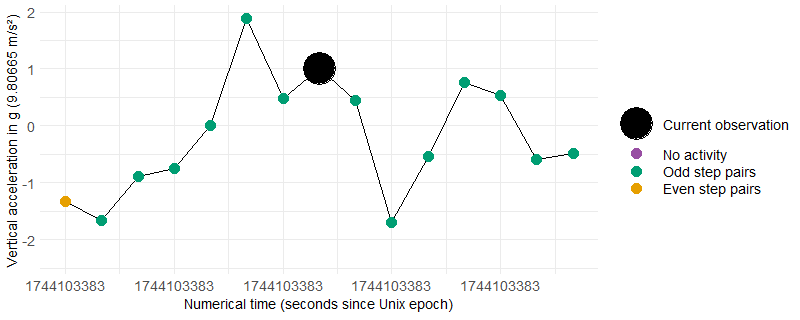 Vertical acceleration in g (9.80665 m/s²)
2
1
0
-1
-2
1744103383 1744103383 1744103383 1744103383 1744103383
Numerical time (seconds since Unix epoch)
Current observation
No activity
Odd step pairs
Even step pairs